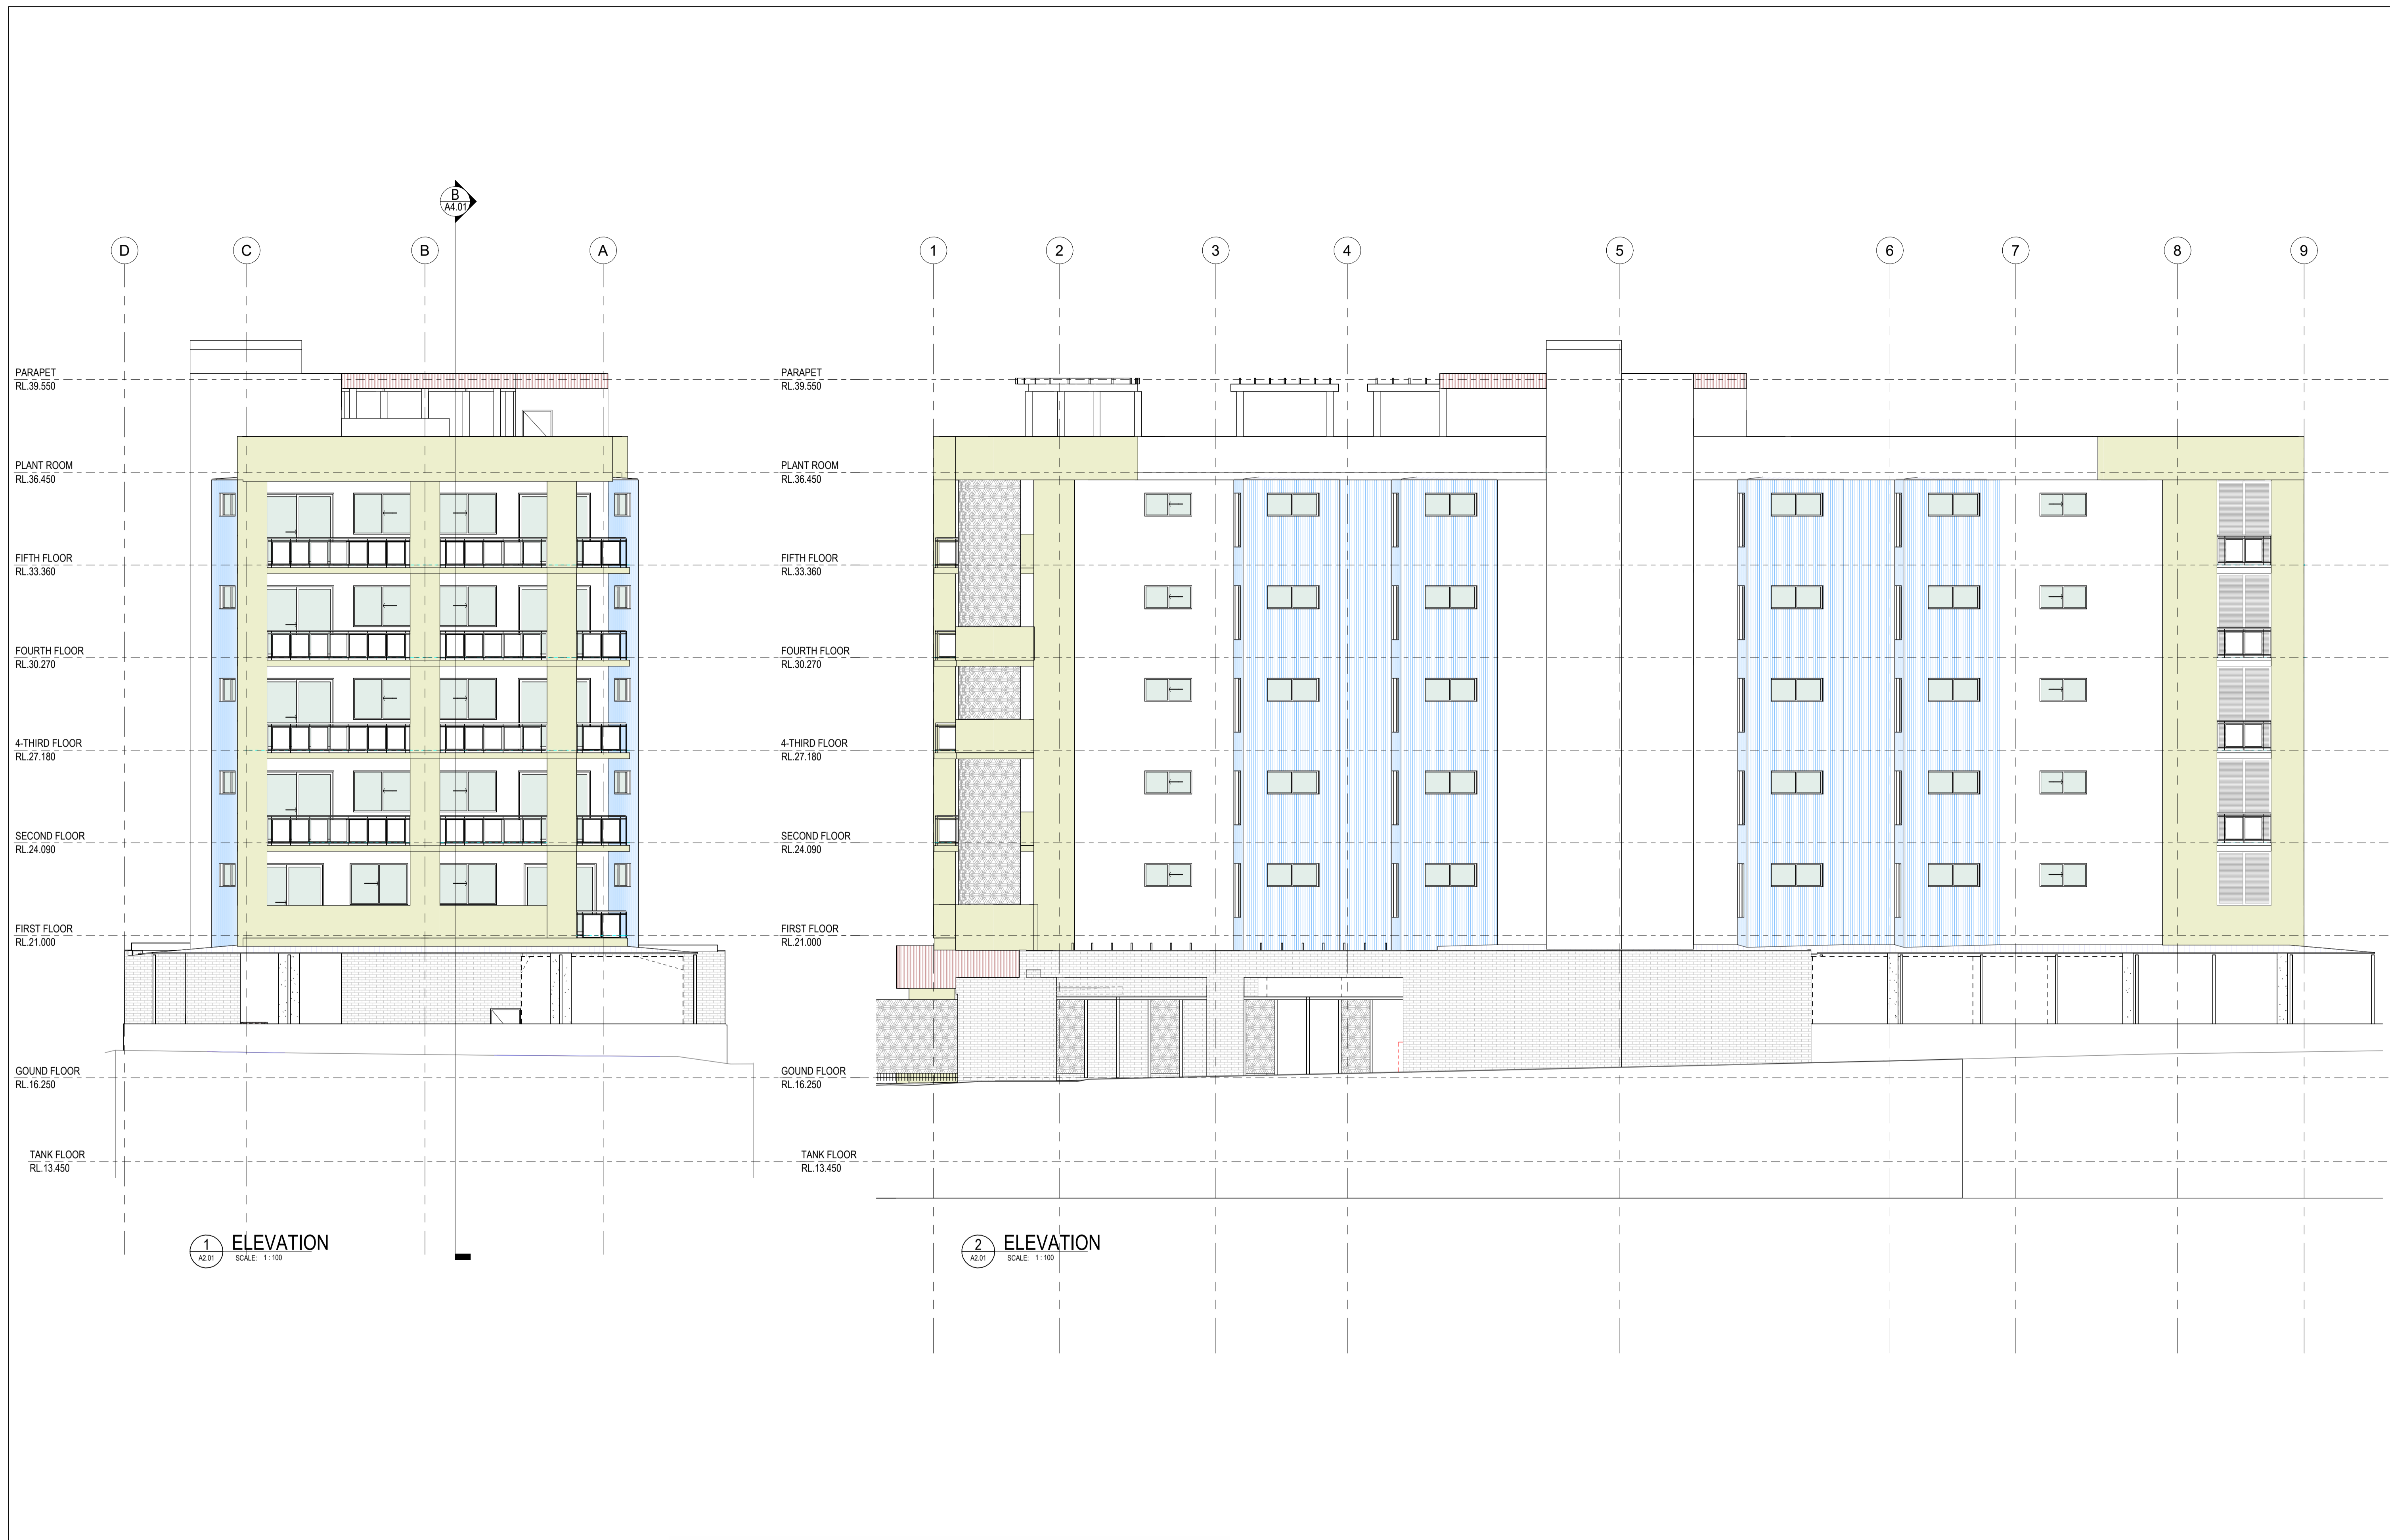 B
A4.01
D
C
B
A
1
2
3
4
5
6
7
8
9
PARAPET
RL.39.550
PLANT ROOM
RL.36.450
FIFTH FLOOR
RL.33.360
FOURTH FLOOR
RL.30.270
4-THIRD FLOOR
RL.27.180
SECOND FLOOR
RL.24.090
FIRST FLOOR
RL.21.000
GOUND FLOOR
RL.16.250
TANK FLOOR
RL.13.450
PARAPET
RL.39.550
PLANT ROOM
RL.36.450
FIFTH FLOOR
RL.33.360
FOURTH FLOOR
RL.30.270
4-THIRD FLOOR
RL.27.180
SECOND FLOOR
RL.24.090
FIRST FLOOR
RL.21.000
GOUND FLOOR
RL.16.250
TANK FLOOR
RL.13.450
1
A2.01
ELEVATION
SCALE: 1 : 100
2
A2.01
ELEVATION
SCALE: 1 : 100